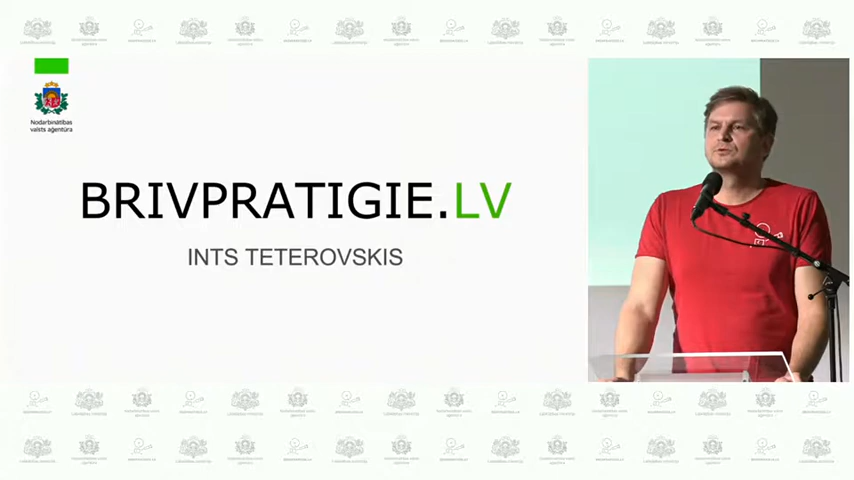 Nodarbinātības
valsts aģentūra
BRIVPRATIGIE.LV
INTS TETEROVSKIS